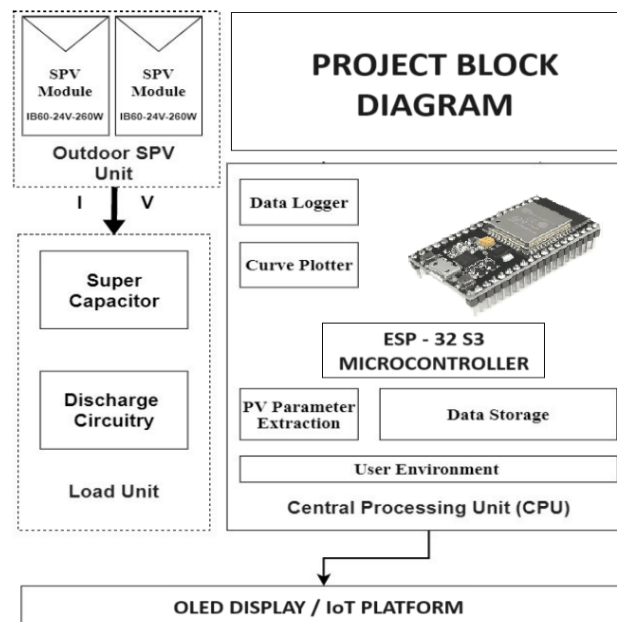 SPV
Module
IB60-24V-260W
SPV
Module
IB60-24V-260W
Outdoor SPV
Unit
PROJECT BLOCK
DIAGRAM
I V
Super
Capacitor
Discharge
Circuitry
Load Unit
Data Logger
Curve Plotter
ESP - 32 S3
MICROCONTROLLER
PV Parameter
Extraction
Data Storage
User Environment
Central Processing Unit (CPU)
OLED DISPLAY / IoT PLATFORM